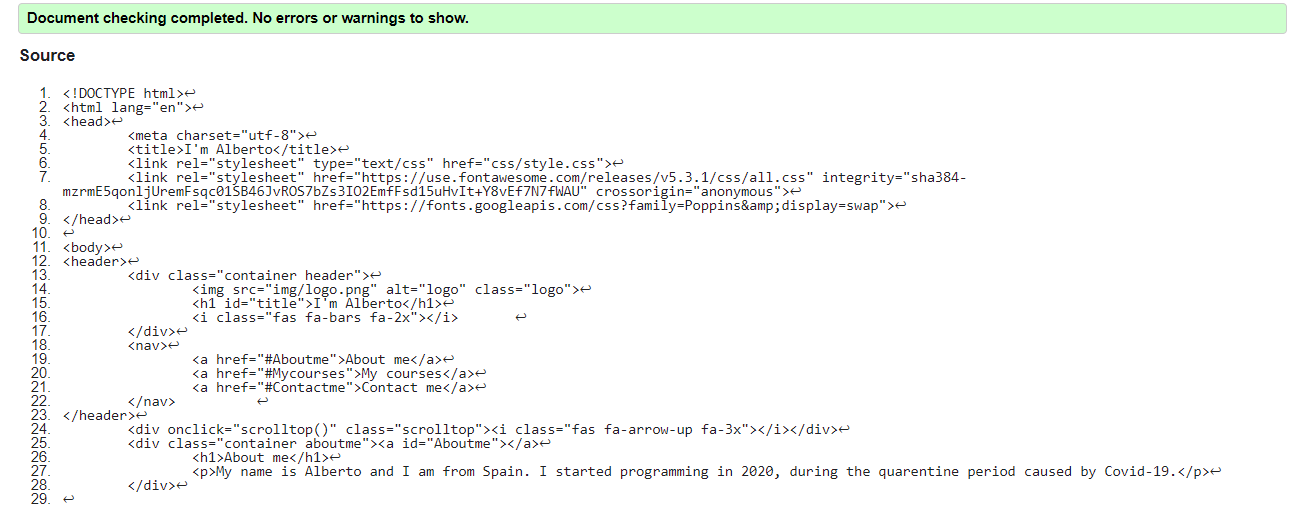 Document checking completed. No errors or warnings to show.
Source
1. <!DOCTYPE html>↩
2. <html lang="en">↩
3. <head>↩
4. <meta charset="utf-8">↩
5. <title>I'm Alberto</title>↩
6. <link rel="stylesheet" type="text/css" href="css/style.css">↩
7. <link rel="stylesheet" href="https://use.fontawesome.com/releases/v5.3.1/css/all.css" integrity="sha384-
mzrmE5qonljUremFsqc01SB46JvROS7bZs3IO2EmfFsd15uHvIt+Y8vEf7N7fWAU" crossorigin="anonymous">↩
8. <link rel="stylesheet" href="https://fonts.googleapis.com/css?family=Poppins&amp;display=swap">↩
9. </head>↩
10. ↩
11. <body>↩
12. <header>↩
13. <div class="container header">↩
14. <img src="img/logo.png" alt="logo" class="logo">↩
15. <h1 id="title">I'm Alberto</h1>↩
16. <i class="fas fa-bars fa-2x"></i> ↩
17. </div>↩
18. <nav>↩
19. <a href="#Aboutme">About me</a>↩
20. <a href="#Mycourses">My courses</a>↩
21. <a href="#Contactme">Contact me</a>↩
22. </nav> ↩
23. </header>↩
24. <div onclick="scrolltop()" class="scrolltop"><i class="fas fa-arrow-up fa-3x"></i></div>↩
25. <div class="container aboutme"><a id="Aboutme"></a>↩
26. <h1>About me</h1>↩
27. <p>My name is Alberto and I am from Spain. I started programming in 2020, during the quarentine period caused by Covid-19.</p>↩
28. </div>↩
29. ↩